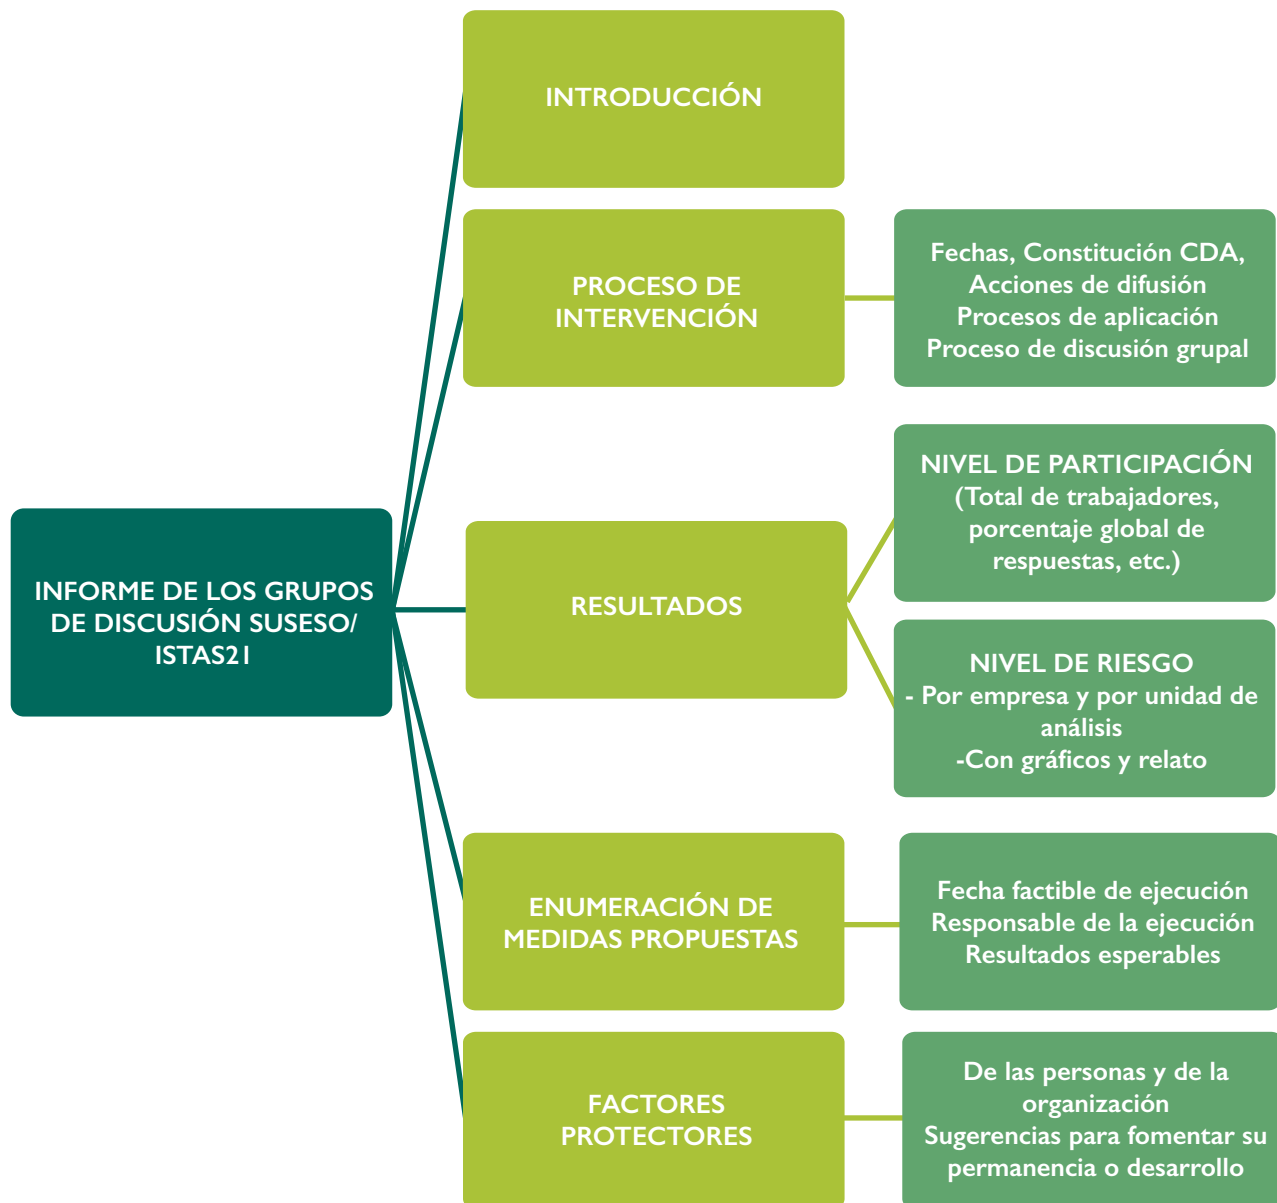 INTRODUCCIÓN
PROCESO DE
INTERVENCIÓN
Fechas, Constitución CDA,
Acciones de difusión
Procesos de aplicación
Proceso de discusión grupal
INFORME DE LOS GRUPOS
DE DISCUSIÓN SUSESO/
ISTAS21
RESULTADOS
NIVEL DE PARTICIPACIÓN
(Total de trabajadores,
porcentaje global de
respuestas, etc.)
NIVEL DE RIESGO
- Por empresa y por unidad de
análisis
-Con gráficos y relato
ENUMERACIÓN DE
MEDIDAS PROPUESTAS
Fecha factible de ejecución
Responsable de la ejecución
Resultados esperables
FACTORES
PROTECTORES
De las personas y de la
organización
Sugerencias para fomentar su
permanencia o desarrollo